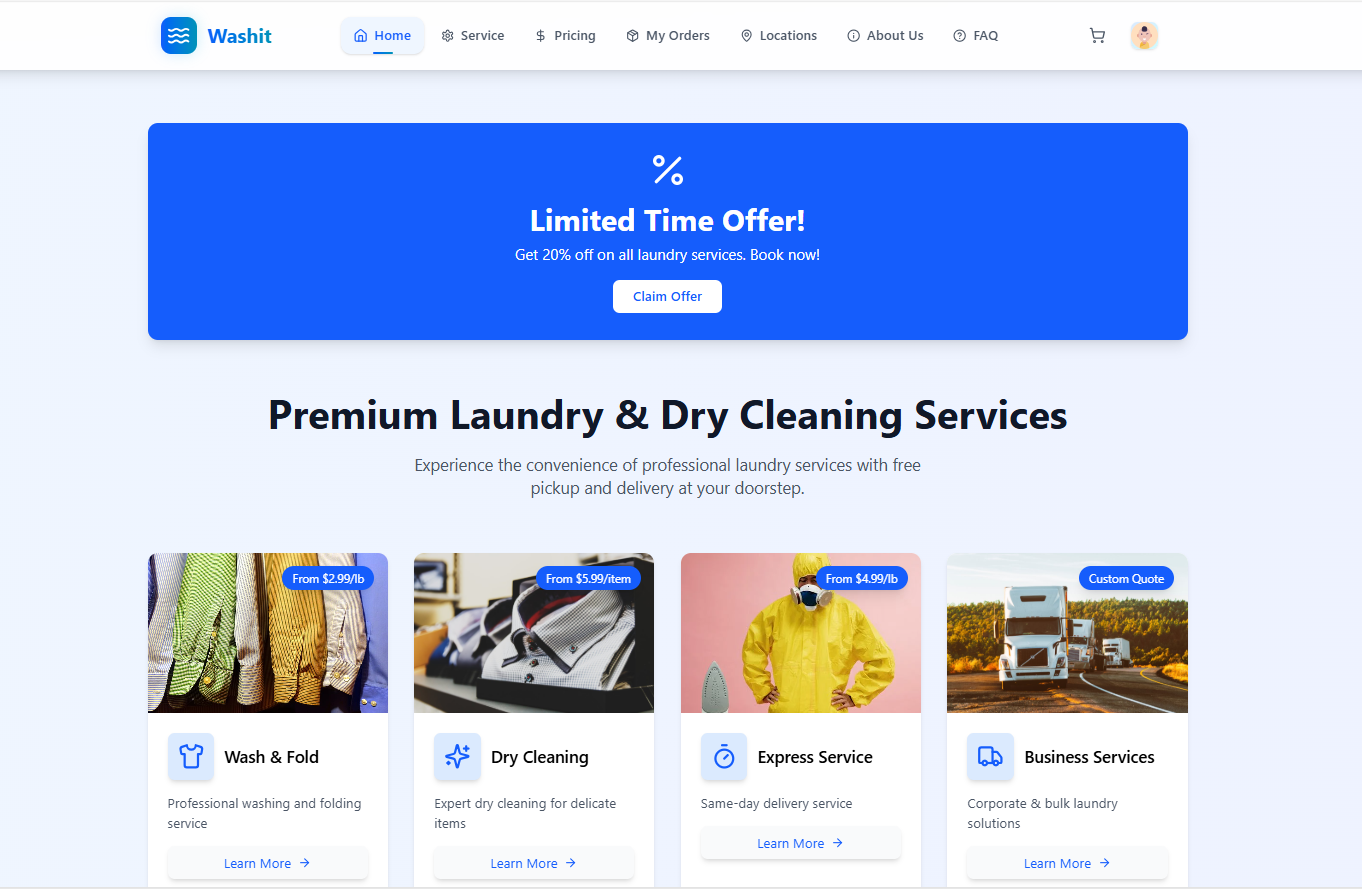 Washit
Home
Service
Pricing
My Orders
Locations
About Us
FAQ
Limited Time Offer!
Get 20% off on all laundry services. Book now!
Claim Offer
Premium Laundry & Dry Cleaning Services
Experience the convenience of professional laundry services with free
pickup and delivery at your doorstep.
From $2.99/lb
From $5.99/item
From $4.99/lb
Custom Quote
Wash & Fold
Professional washing and folding
service
Learn More
Dry Cleaning
Expert dry cleaning for delicate
items
Learn More
Express Service
Same-day delivery service
Learn More
Business Services
Corporate & bulk laundry
solutions
Learn More